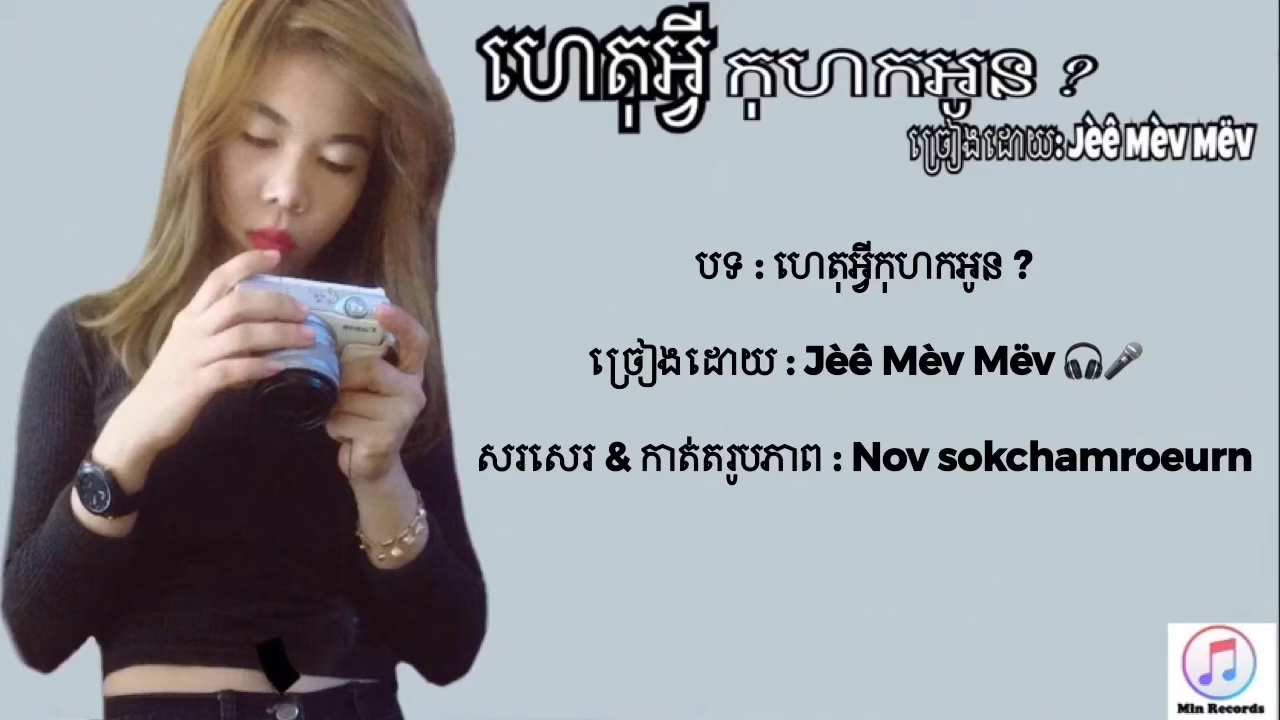 ហេតុអ្វី កុហកអូន ?
ច្រៀងដោយ: Jèê Mèv Mëv
បទ : ហេតុអ្វីកុហកអូន ?
ច្រៀងដោយ : Jèê Mèv Mëv 🎧🎤
សរសេរ & កាត់តរូបភាព : Nov sokchamroeurn
Min Records